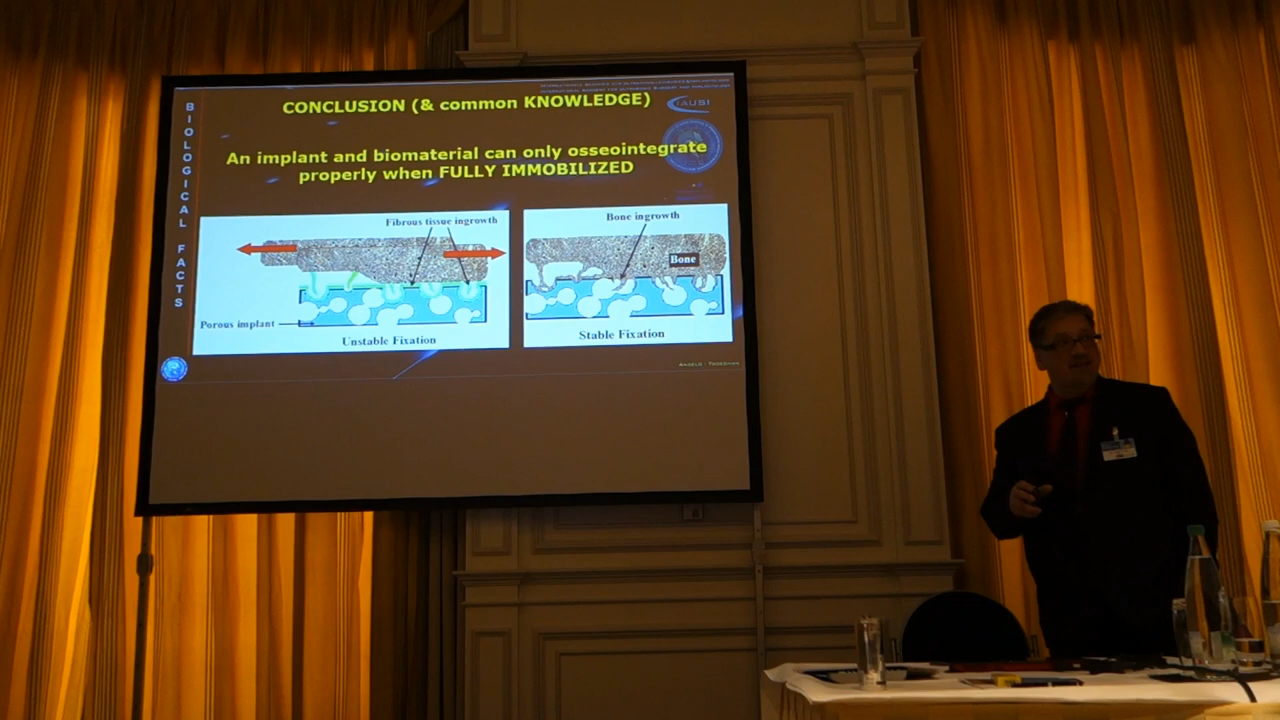 CONCLUSION (& common KNOWLEDGE)
IAUSI
An implant and biomaterial can only osseointegrate
properly when FULLY IMMOBILIZED
BIOLOGICAL FACTS
Fibrous tissue ingrowth
Porous implant
Unstable Fixation
Bone ingrowth
Bone
Stable Fixation